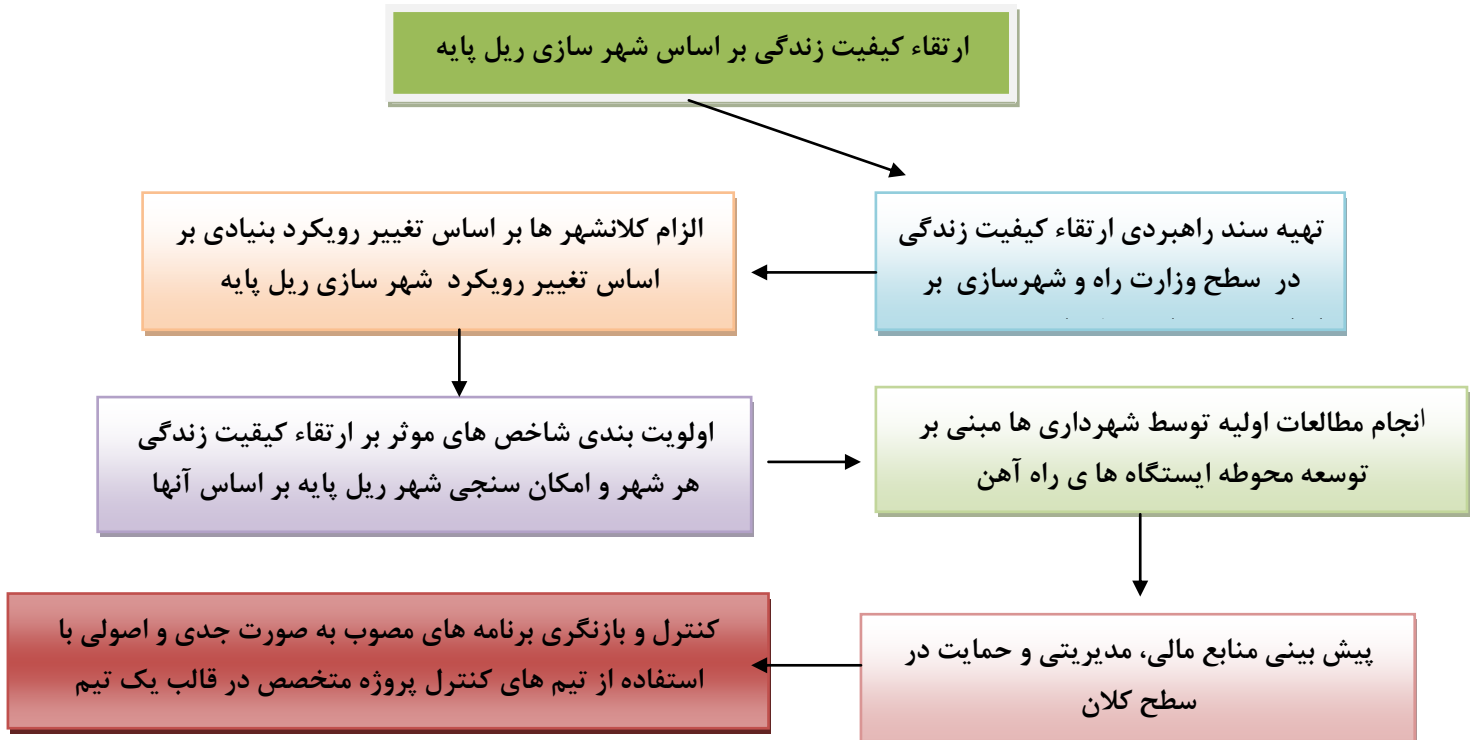 ارتقاء کیفیت زندگی بر اساس شهر سازی ریل پایه
تهیه سند راهبردی ارتقاء کیفیت زندگی
در سطح وزارت راه و شهرسازی بر
الزام کلانشهر ها بر اساس تغییر رویکرد بنیادی بر
اساس تغییر رویکرد شهر سازی ریل پایه
اولویت بندی شاخص های موثر بر ارتقاء کیقیت زندگی
هر شهر و امکان سنجی شهر ریل پایه بر اساس آنها
انجام مطالعات اولیه توسط شهرداری ها مبنی بر
توسعه محوطه ایستگاه ها ی راه آهن
پیش بینی منابع مالی، مدیریتی و حمایت در
سطح کلان
کنترل و بازنگری برنامه های مصوب به صورت جدی و اصولی با
استفاده از تیم های کنترل پروژه متخصص در قالب یک تیم